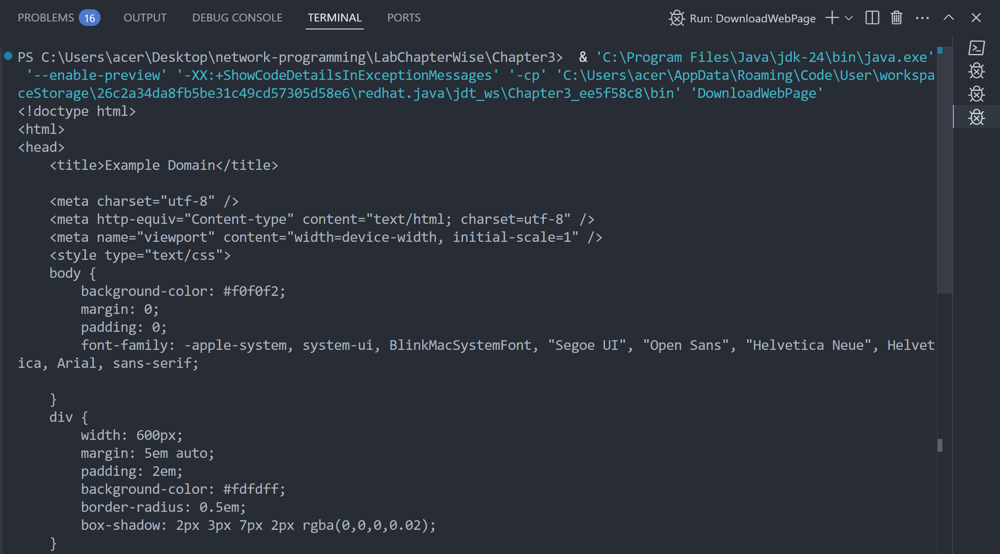 PROBLEMS 16 OUTPUT DEBUG CONSOLE TERMINAL PORTS Run: DownloadWebPage
PS C:\Users\acer\Desktop\network-programming\LabChapterWise\Chapter3>  & 'C:\Program Files\Java\jdk-24\bin\java.exe'
 '--enable-preview' '-XX:+ShowCodeDetailsInExceptionMessages' '-cp' 'C:\Users\acer\AppData\Roaming\Code\User\workspa
ceStorage\26c2a34da8fb5be31c49cd57305d58e6\redhat.java\jdt_ws\Chapter3_ee5f58c8\bin' 'DownloadWebPage'
<!doctype html>
<html>
<head>
    <title>Example Domain</title>

    <meta charset="utf-8" />
    <meta http-equiv="Content-type" content="text/html; charset=utf-8" />
    <meta name="viewport" content="width=device-width, initial-scale=1" />
    <style type="text/css">
    body {
        background-color: #f0f0f2;
        margin: 0;
        padding: 0;
        font-family: -apple-system, system-ui, BlinkMacSystemFont, "Segoe UI", "Open Sans", "Helvetica Neue", Helvet
ica, Arial, sans-serif;

    }
    div {
        width: 600px;
        margin: 5em auto;
        padding: 2em;
        background-color: #fdfdff;
        border-radius: 0.5em;
        box-shadow: 2px 3px 7px 2px rgba(0,0,0,0.02);
    }